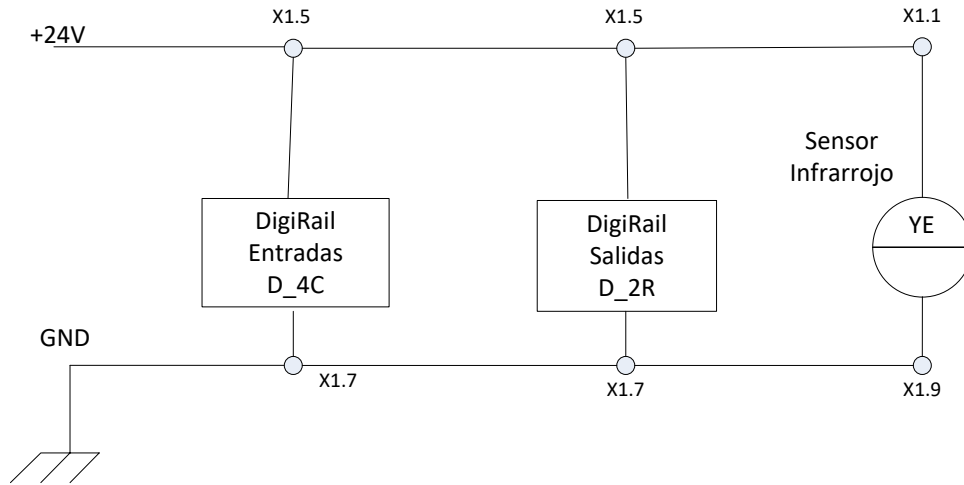 X1.5
X1.5
X1.1
+24V
Sensor
Infrarrojo
DigiRail
Entradas
D_4C
DigiRail
Salidas
D_2R
YE
GND
X1.7
X1.7
X1.9